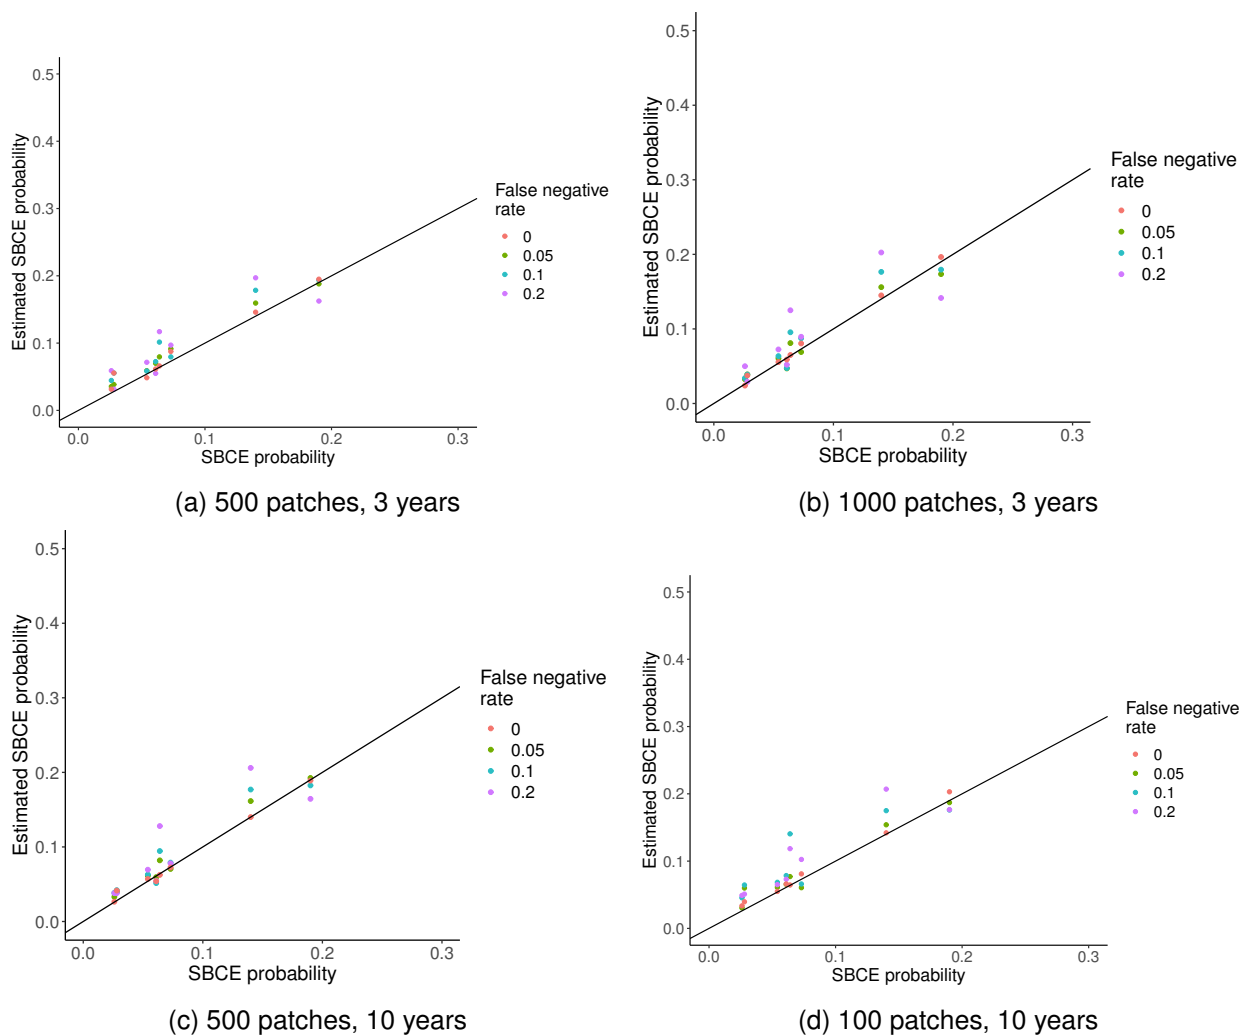 0.5
0.4
0.3
0.2
0.1
0.0
Estimated SBCE probability
0.0 0.1 0.2 0.3
SBCE probability
False negative
rate
0
0.05
0.1
0.2
(a) 500 patches, 3 years
0.5
0.4
0.3
0.2
0.1
0.0
Estimated SBCE probability
0.0 0.1 0.2 0.3
SBCE probability
False negative
rate
0
0.05
0.1
0.2
(b) 1000 patches, 3 years
0.5
0.4
0.3
0.2
0.1
0.0
Estimated SBCE probability
0.0 0.1 0.2 0.3
SBCE probability
False negative
rate
0
0.05
0.1
0.2
(c) 500 patches, 10 years
0.5
0.4
0.3
0.2
0.1
0.0
Estimated SBCE probability
0.0 0.1 0.2 0.3
SBCE probability
False negative
rate
0
0.05
0.1
0.2
(d) 100 patches, 10 years